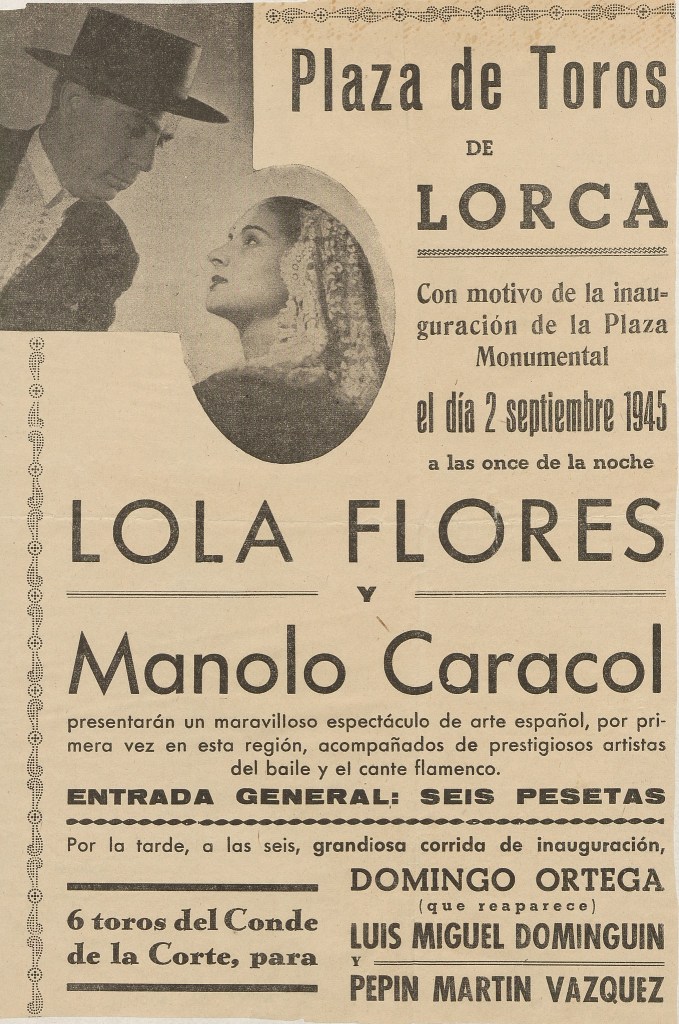 Plaza de Toros
DE
LORCA
Con motivo de la inau-
guración de la Plaza
Monumental
el día 2 septiembre 1945
a las once de la noche
LOLA FLORES
Y
Manolo Caracol
presentarán un maravilloso espectáculo de arte español, por pri-
mera vez en esta región, acompañados de prestigiosos artistas
del baile y el cante flamenco.
ENTRADA GENERAL: SEIS PESETAS
Por la tarde, a las seis, grandiosa corrida de inauguración,
6 toros del Conde
de la Corte, para
DOMINGO ORTEGA
(que reaparece)
LUIS MIGUEL DOMINGUIN
Y
PEPIN MARTIN VAZQUEZ